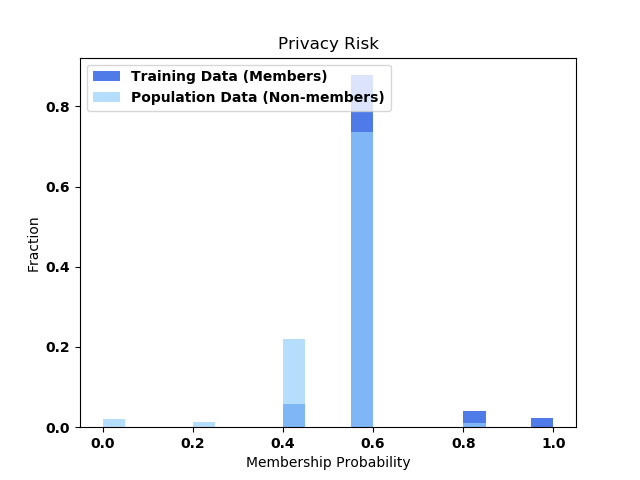 Privacy Risk
Training Data (Members)
Population Data (Non-members)
Fraction
0.8
0.6
0.4
0.2
0.0
0.0 0.2 0.4 0.6 0.8 1.0
Membership Probability